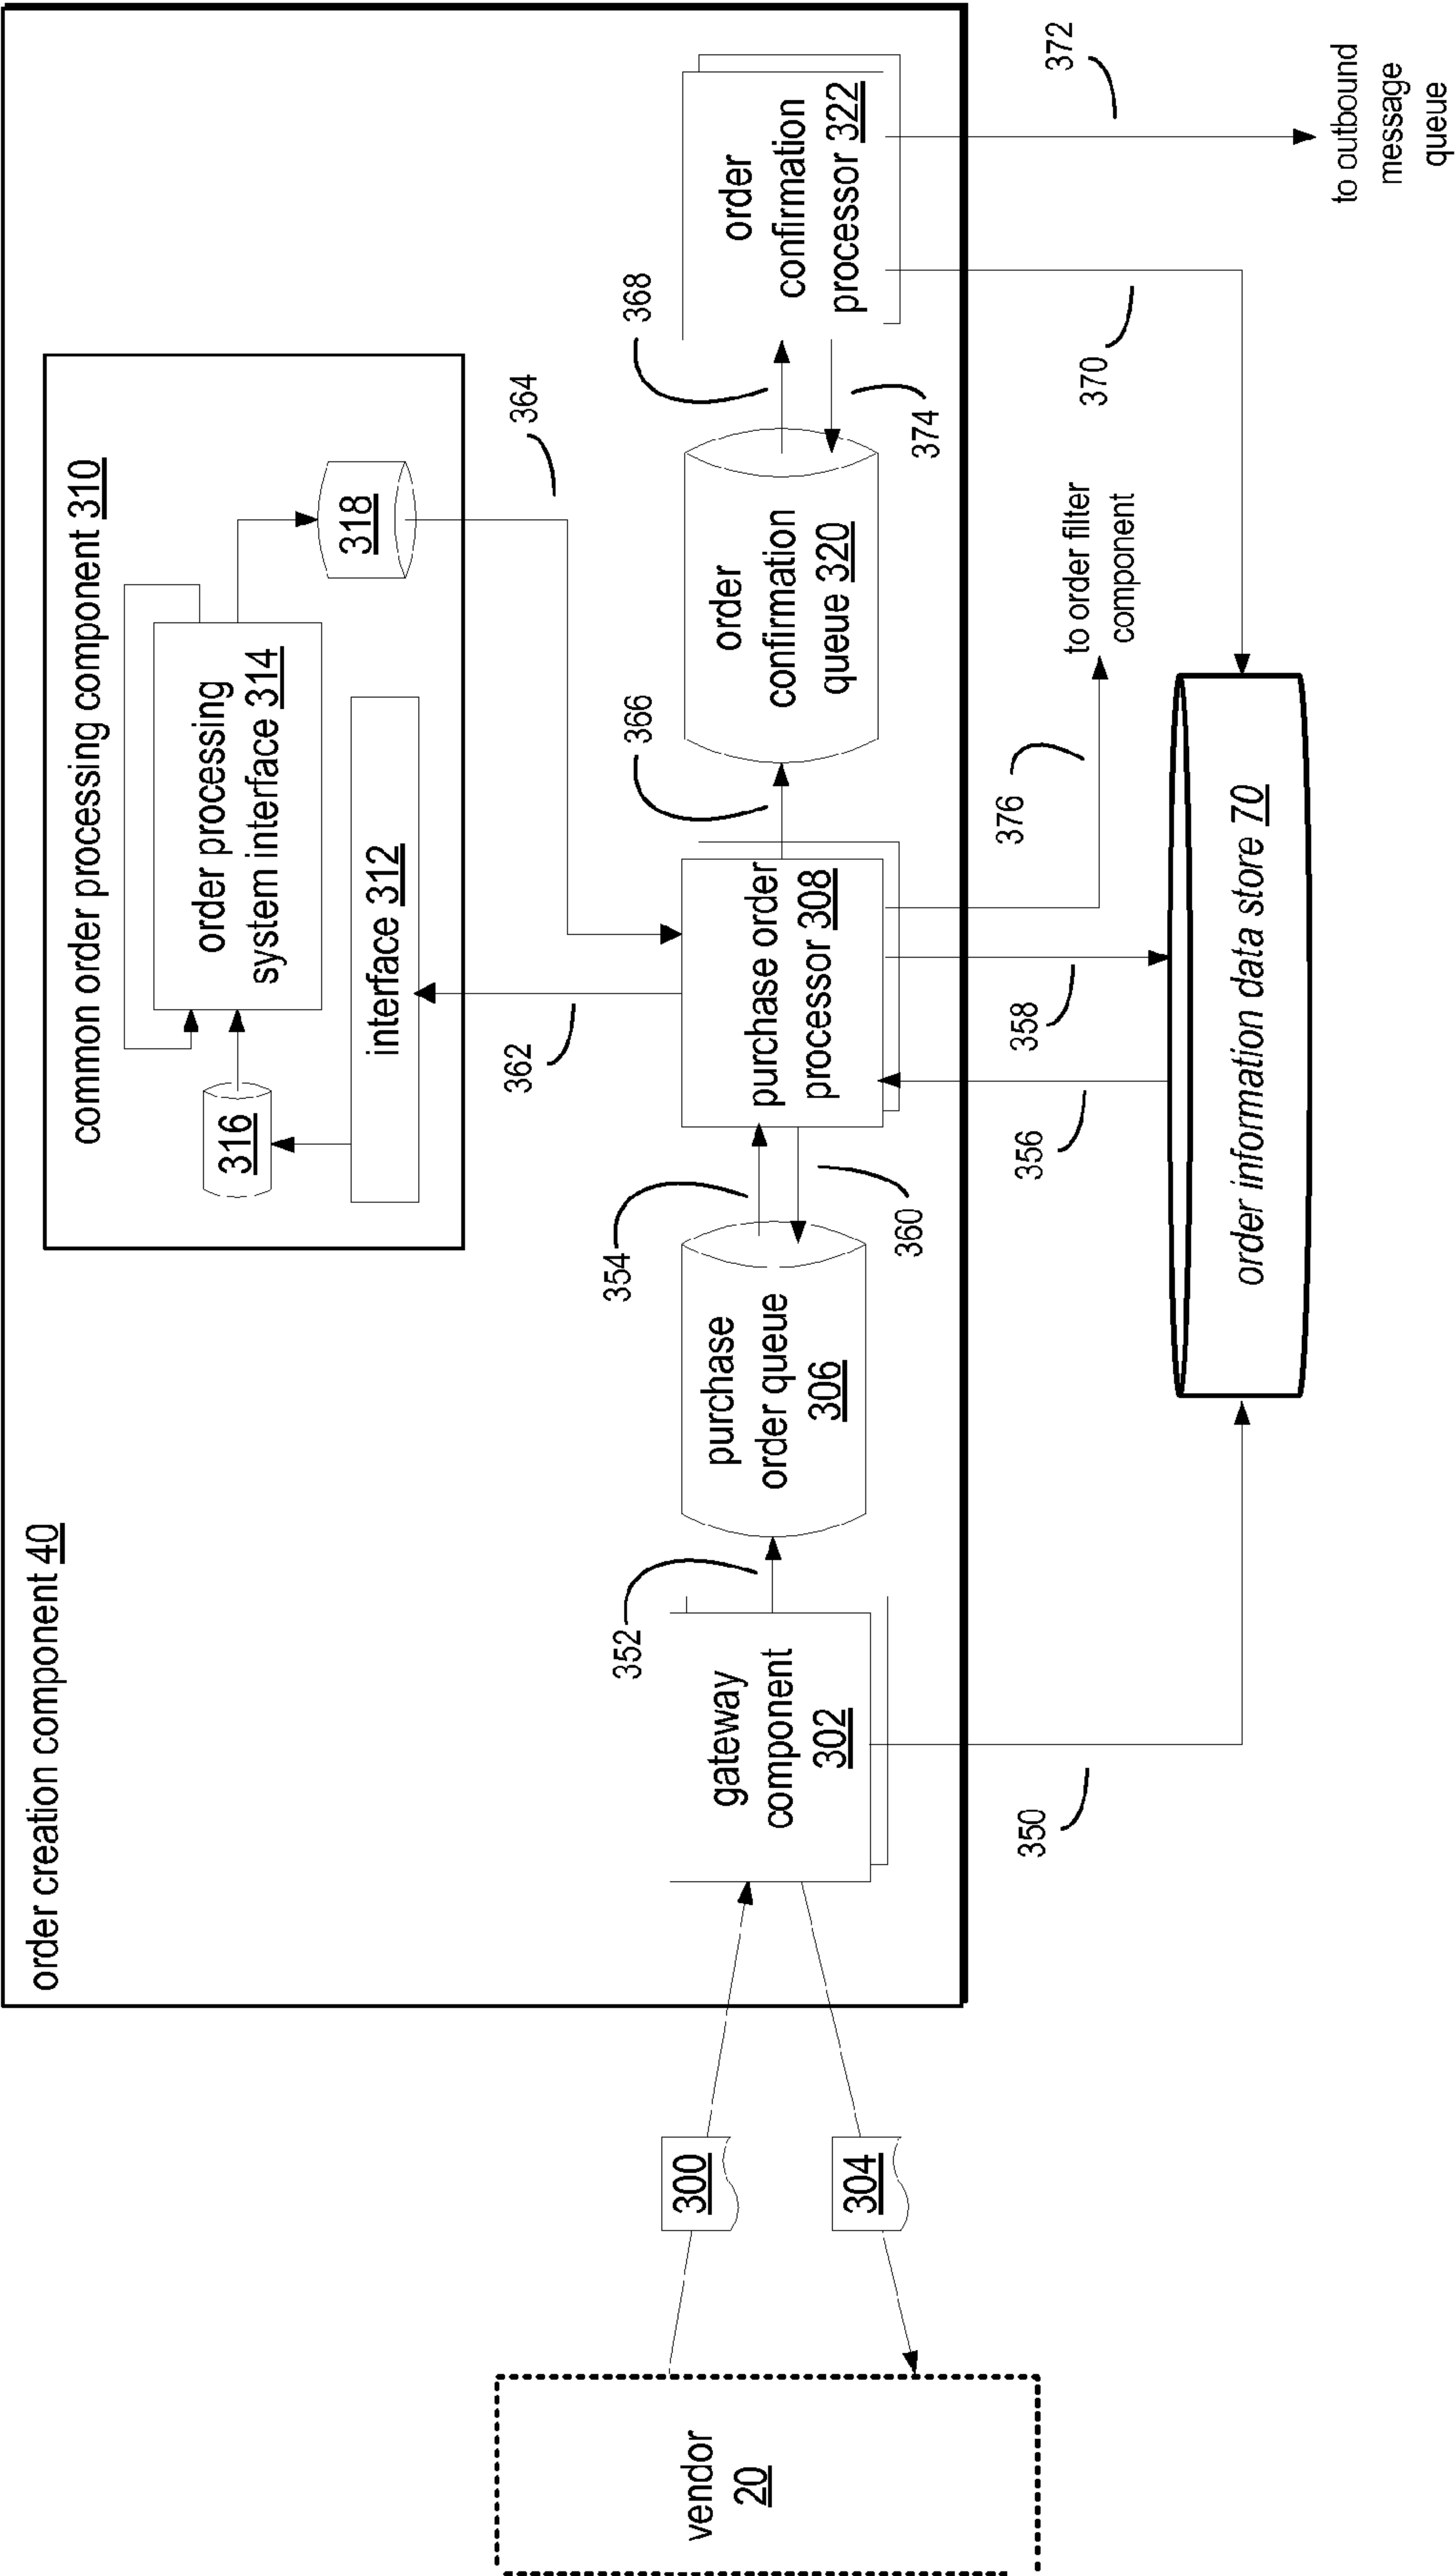 order creation component 40
common order processing component 310
order processing
system interface 314
316
318
interface 312
364
362
vendor
20
300
304
gateway
component
302
352
purchase
order queue
306
354
360
purchase order
processor 308
366
order
confirmation
queue 320
368
374
order
confirmation
processor 322
350
356
358
376
to order filter
component
370
372
to outbound
message
queue
order information data store 70